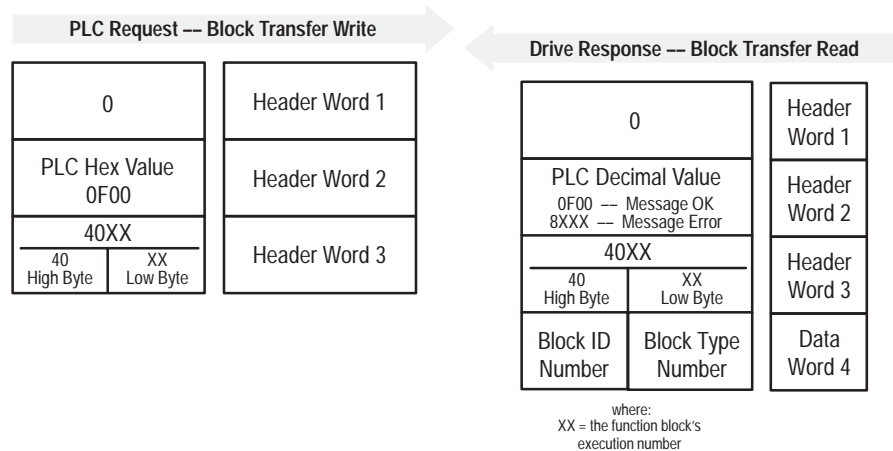 PLC Request –– Block Transfer Write
0
Header Word 1
PLC Hex Value
0F00
Header Word 2
40XX
40
High Byte
XX
Low Byte
Header Word 3
Drive Response –– Block Transfer Read
0
Header
Word 1
PLC Decimal Value
0F00 –– Message OK
8XXX –– Message Error
Header
Word 2
40XX
40
High Byte
XX
Low Byte
Header
Word 3
Block ID
Number
Block Type
Number
Data
Word 4
where:
XX = the function block's
execution number